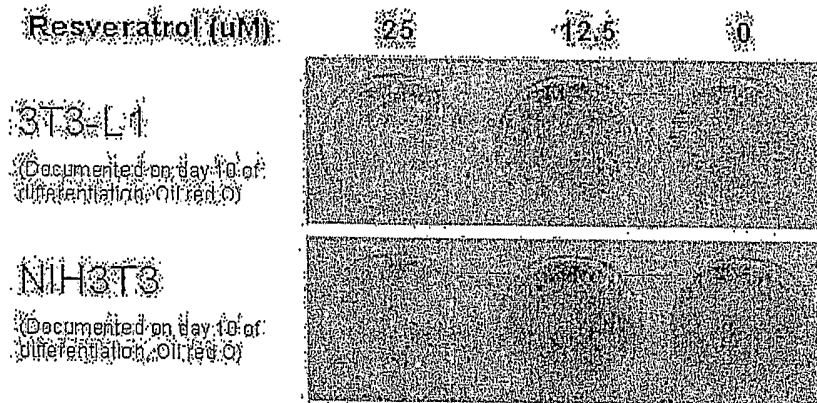 Resveratrol (uM) 25 12.5 0
3T3-L1
(Documented on day 10 of
differentiation, Oil red O)
NIH3T3
(Documented on day 10 of
differentiation, Oil red O)